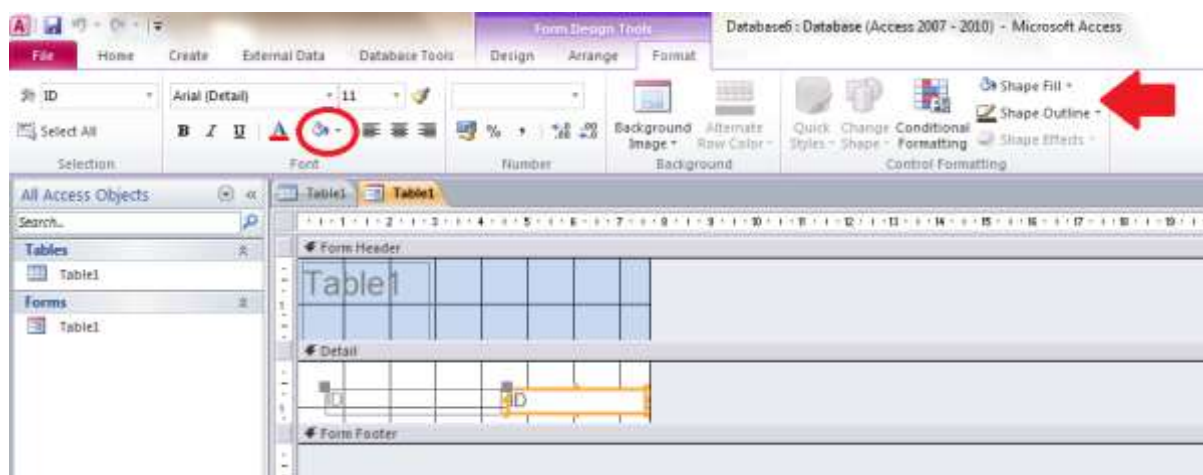 A Form Design Tools Database6 : Database (Access 2007 - 2010) - Microsoft Access
File Home Create External Data Database Tools Design Arrange Format
ID Arial (Detail) 11 Shape Fill
Select All B I U A % , Background Image Alternate Row Color Quick Styles Change Shape Conditional Formatting Shape Outline
Shape Effects
Selection Font Number Background Control Formatting
All Access Objects Table1 Table1
Search...
Tables Form Header
Table1 Table1
Forms
Table1
Detail
ID ID
Form Footer